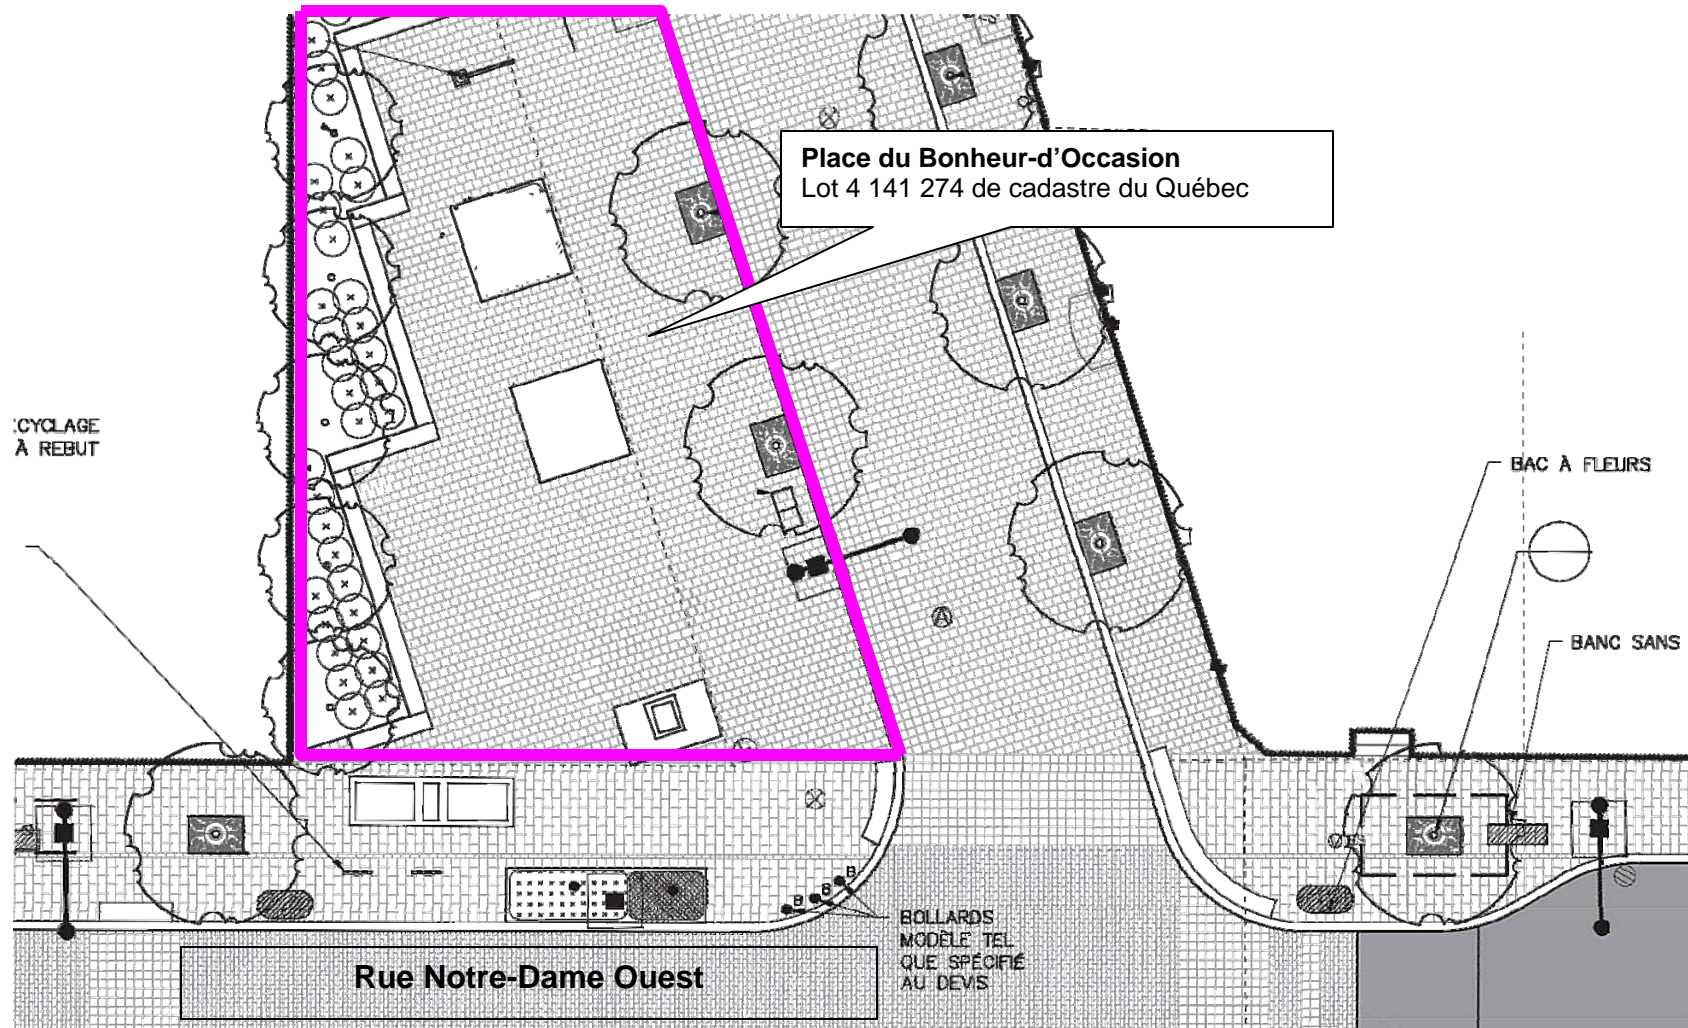 Place du Bonheur-d'Occasion
Lot 4 141 274 de cadastre du Québec
CYCLAGE
À REBUT
BAC À FLEURS
BANC SANS
A
B
B
B
BOLLARDS
MODÈLE TEL
QUE SPÉCIFIÉ
AU DEVIS
Rue Notre-Dame Ouest